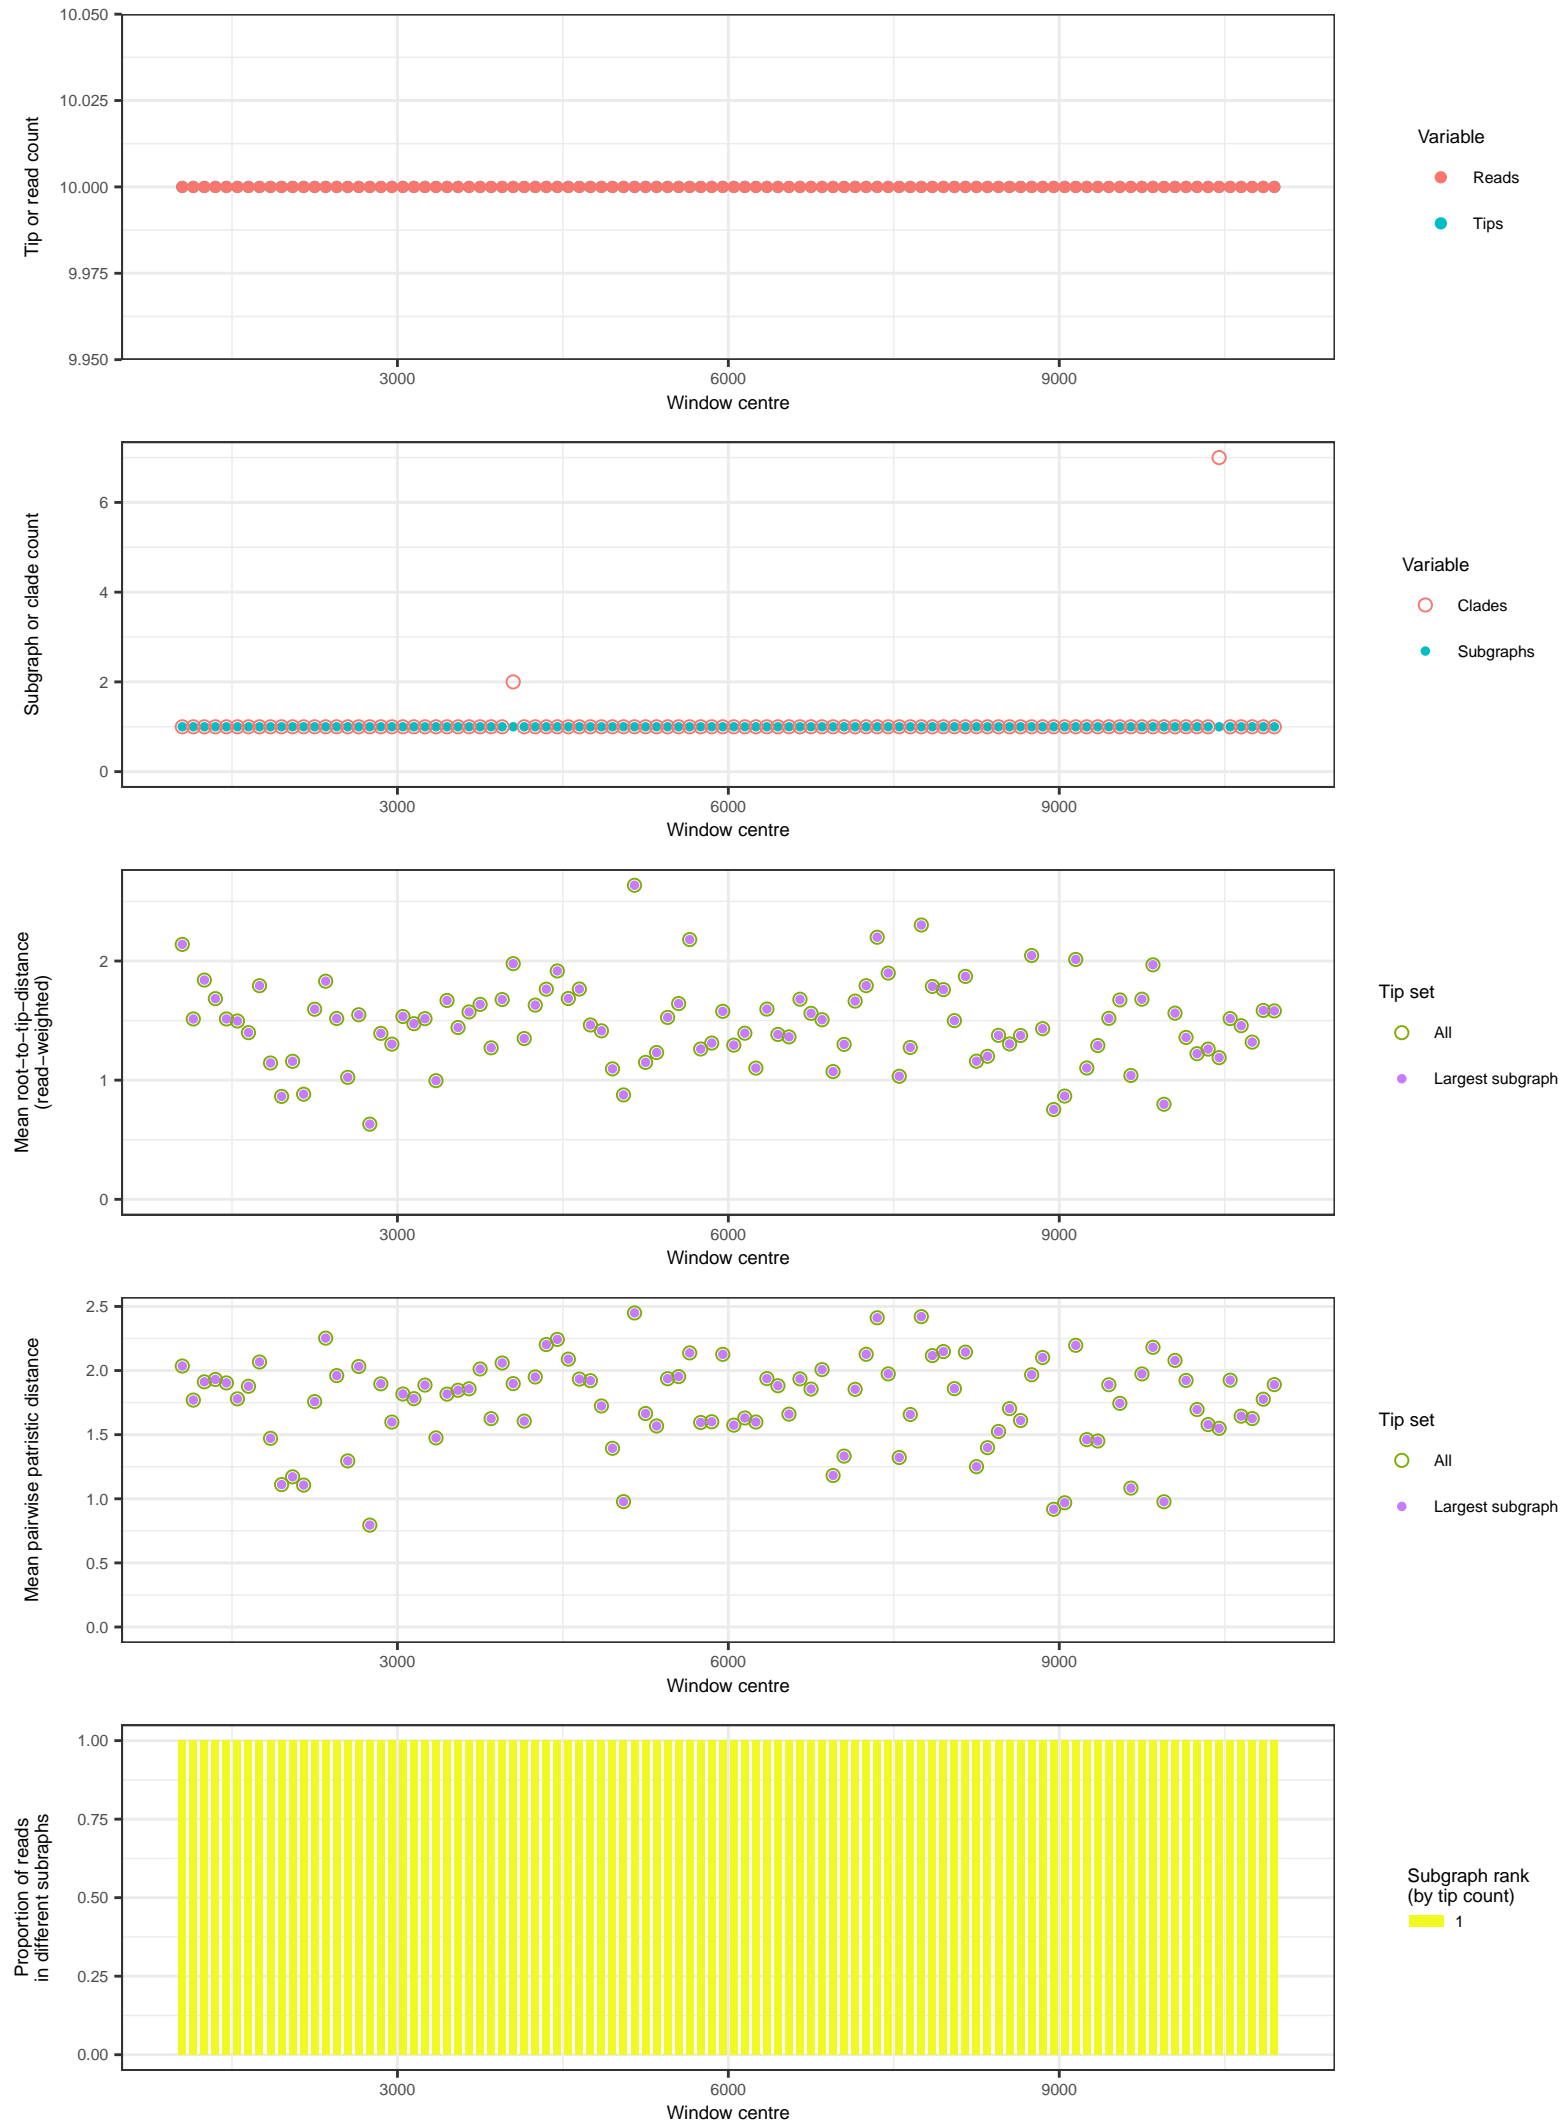 10.050
10.025
10.000
9.975
9.950
Tip or read count
3000 6000 9000
Window centre
Variable
Reads
Tips
6
4
2
0
Subgraph or clade count
3000 6000 9000
Window centre
Variable
Clades
Subgraphs
2
1
0
Mean root−to−tip−distance
(read−weighted)
3000 6000 9000
Window centre
Tip set
All
Largest subgraph
2.5
2.0
1.5
1.0
0.5
0.0
Mean pairwise patristic distance
3000 6000 9000
Window centre
Tip set
All
Largest subgraph
1.00
0.75
0.50
0.25
0.00
Proportion of reads
in different subraphs
3000 6000 9000
Window centre
Subgraph rank
(by tip count)
1